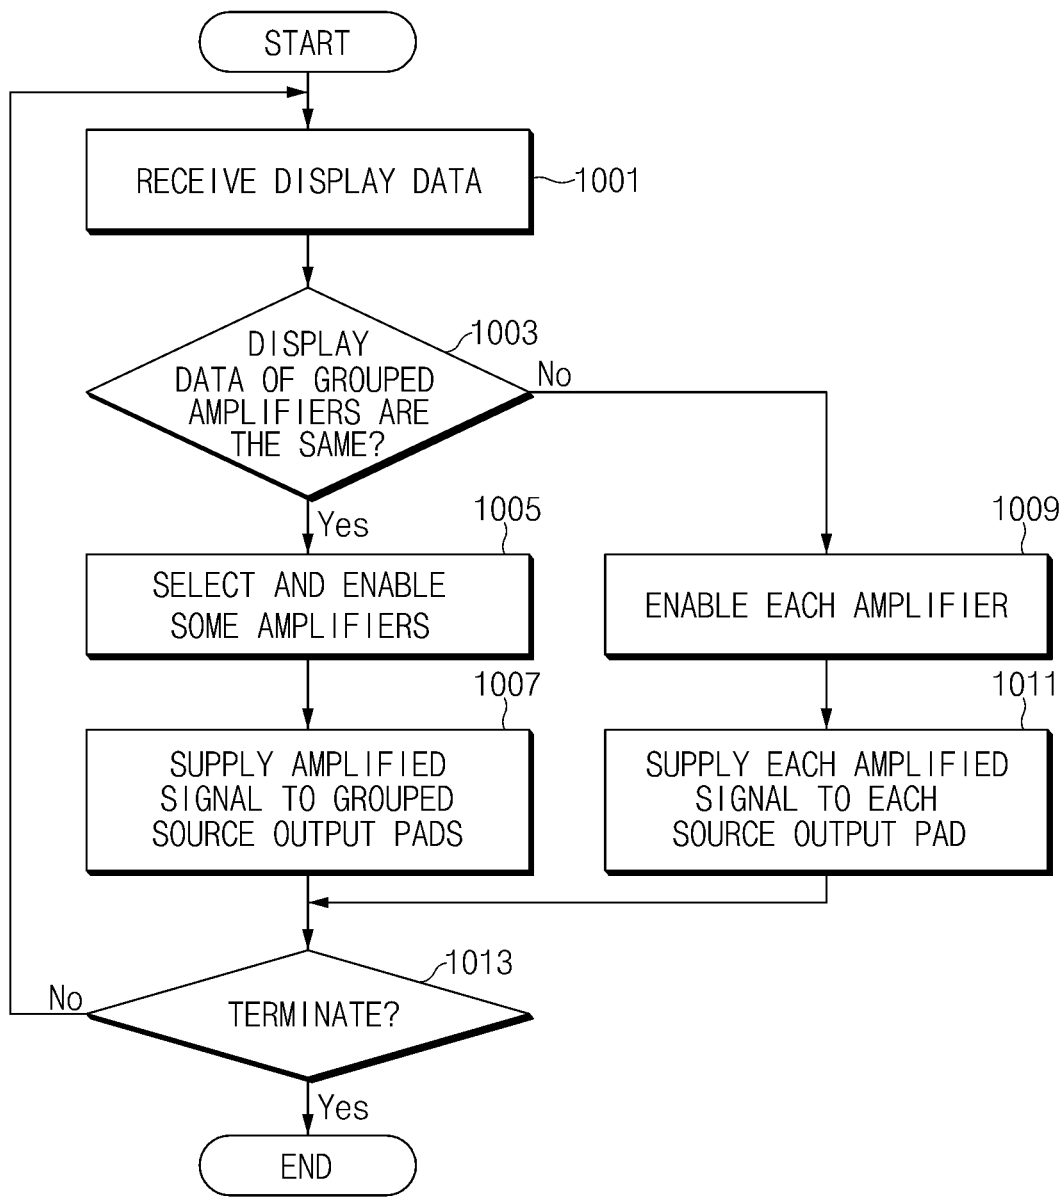 START
RECEIVE DISPLAY DATA
1001
DISPLAY
DATA OF GROUPED
AMPLIFIERS ARE
THE SAME?
1003
No
Yes
1005
SELECT AND ENABLE
SOME AMPLIFIERS
1009
ENABLE EACH AMPLIFIER
1007
SUPPLY AMPLIFIED
SIGNAL TO GROUPED
SOURCE OUTPUT PADS
1011
SUPPLY EACH AMPLIFIED
SIGNAL TO EACH
SOURCE OUTPUT PAD
1013
TERMINATE?
No
Yes
END